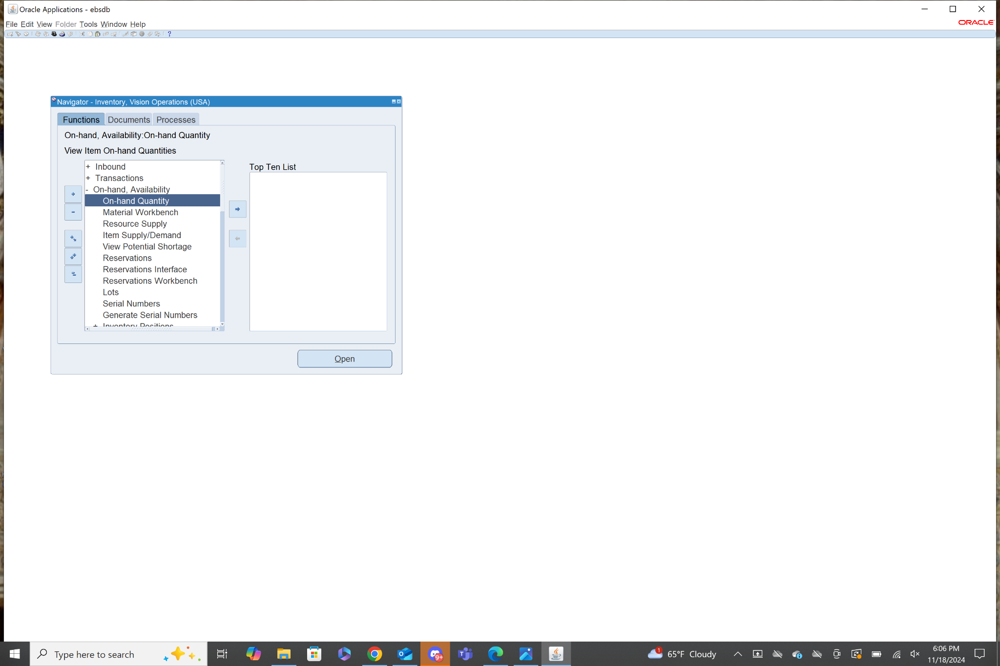 Oracle Applications - ebsdb
File Edit View Folder Tools Window Help
ORACLE
?
Navigator - Inventory, Vision Operations (USA)
Functions Documents Processes
On-hand, Availability:On-hand Quantity
View Item On-hand Quantities
+ Inbound
+ Transactions
- On-hand, Availability
On-hand Quantity
Material Workbench
Resource Supply
Item Supply/Demand
View Potential Shortage
Reservations
Reservations Interface
Reservations Workbench
Lots
Serial Numbers
Generate Serial Numbers
+ Inventory Positions
Top Ten List
Open
Type here to search
9+
1
65°F Cloudy
6:06 PM
11/18/2024